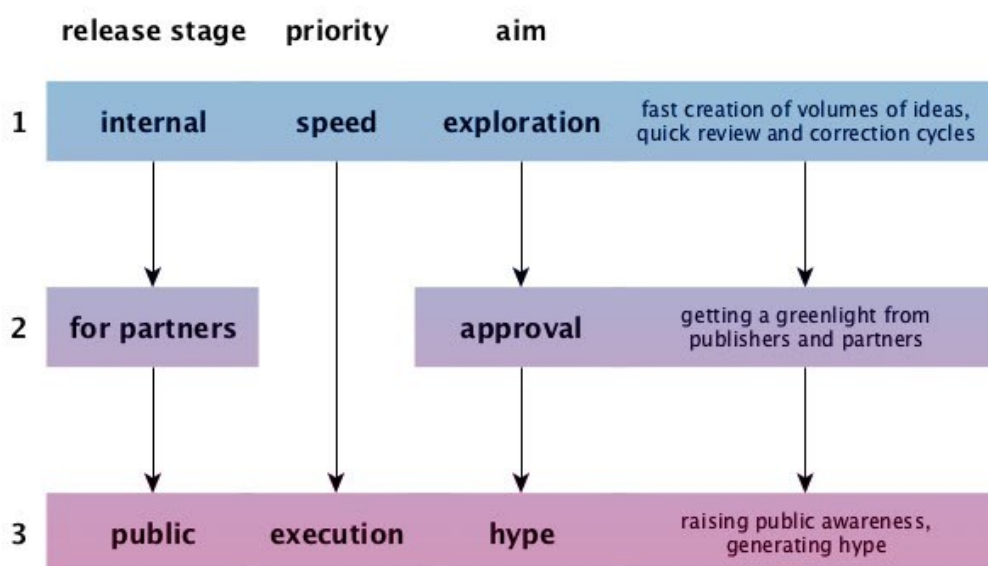 release stage priority aim
1 internal speed exploration fast creation of volumes of ideas,
quick review and correction cycles
2 for partners approval getting a greenlight from
publishers and partners
3 public execution hype raising public awareness,
generating hype